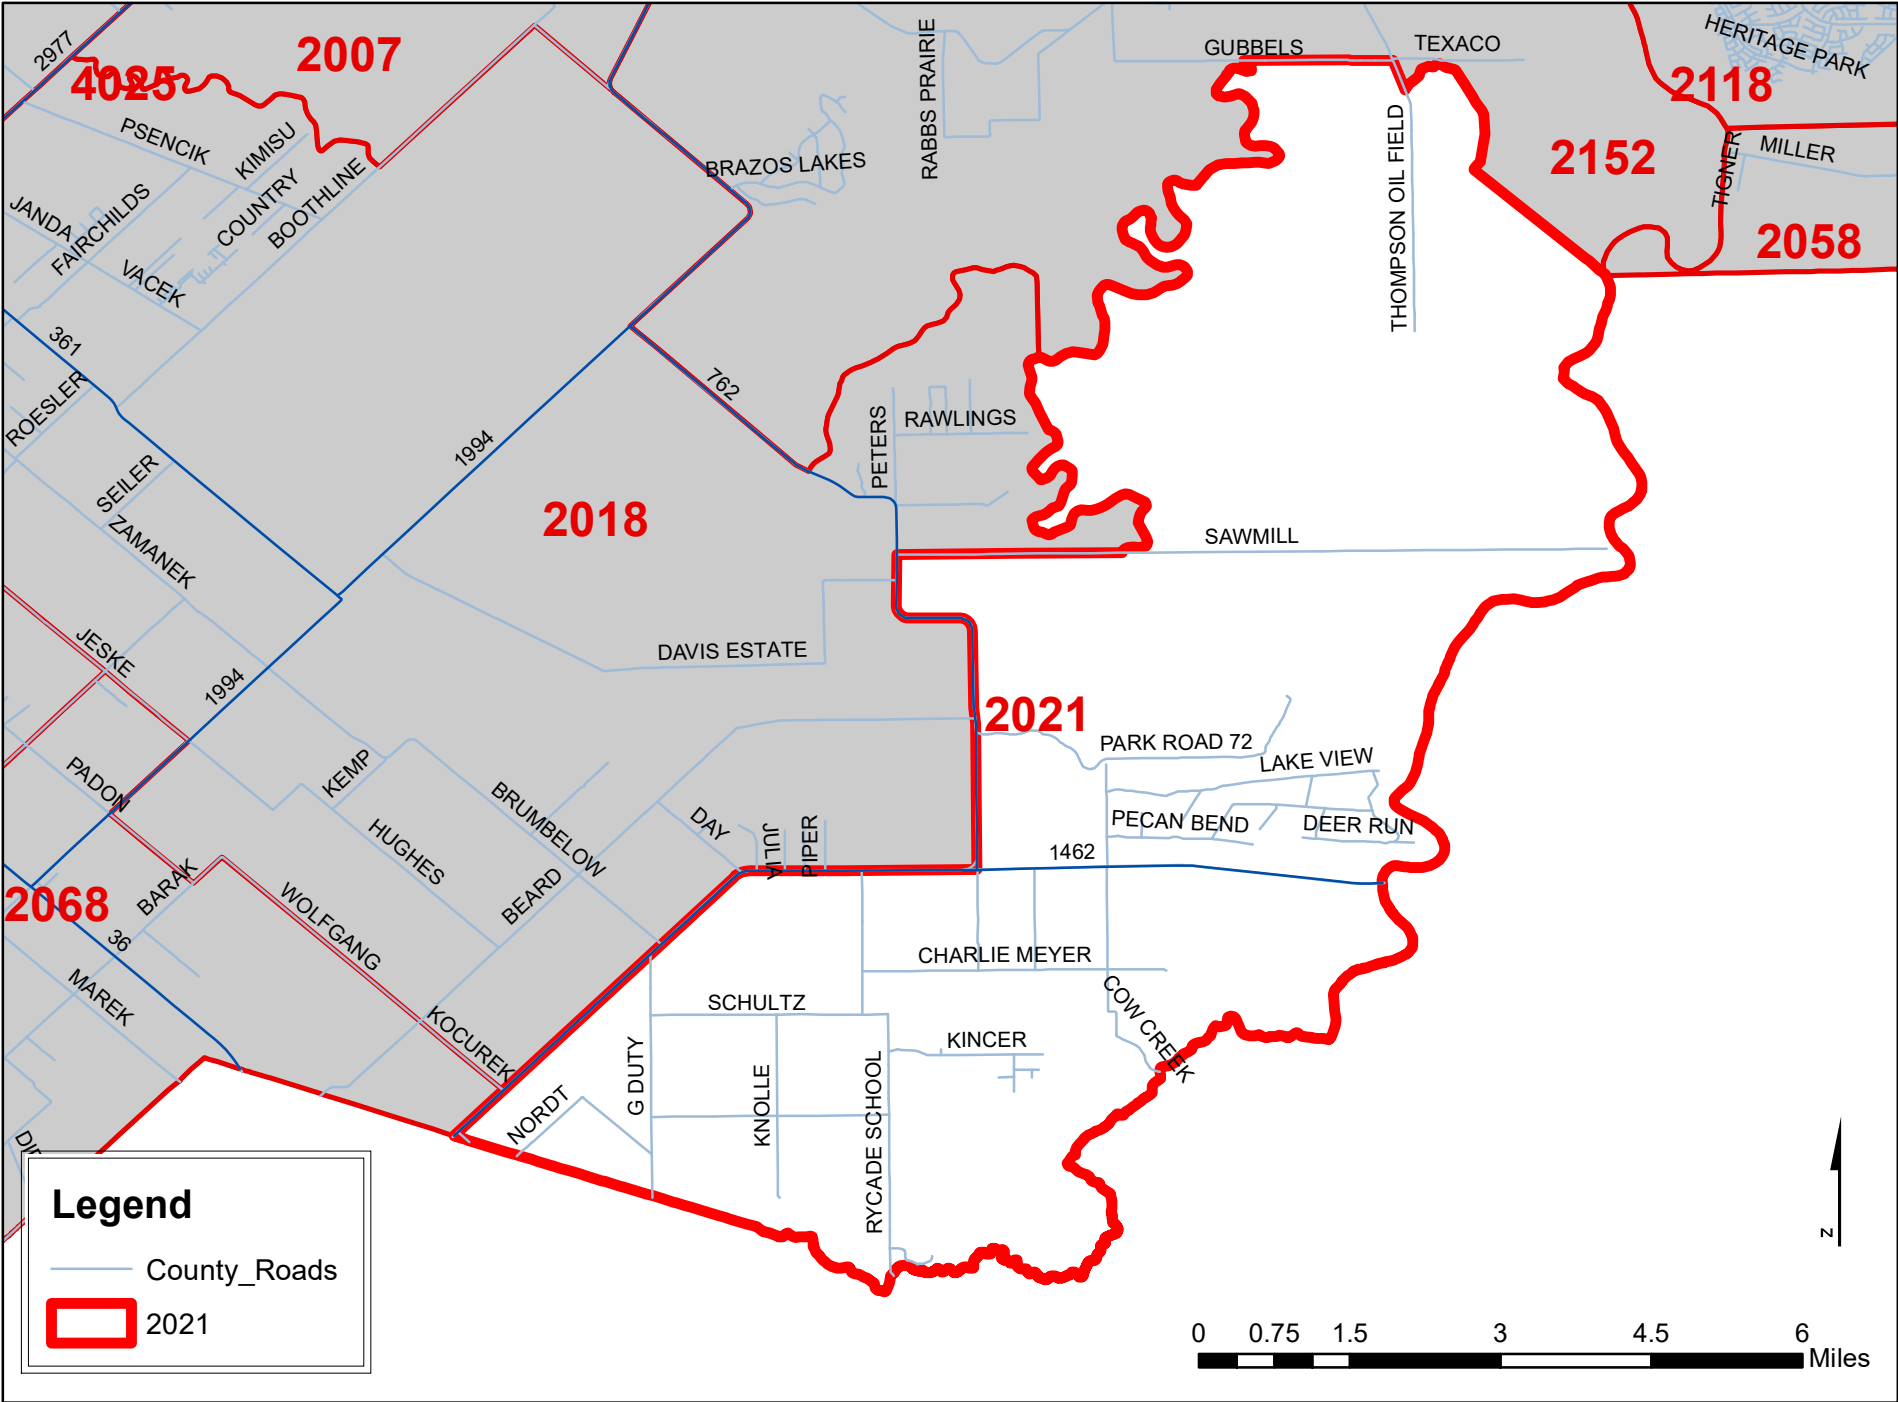 2977
2007
4025
PSENCIK
KIMISU
COUNTRY
BOOTHLINE
JANDA
FAIRCHILDS
VACEK
361
ROESLER
SEILER
ZAMANEK
1994
762
BRAZOS LAKES
RABBS PRAIRIE
GUBBELS
TEXACO
HERITAGE PARK
2118
THOMPSON OIL FIELD
2152
TIGNER
MILLER
2058
PETERS
RAWLINGS
2018
SAWMILL
JESKE
1994
DAVIS ESTATE
2021
PARK ROAD 72
LAKE VIEW
PECAN BEND
DEER RUN
PADON
KEMP
BRUMBELOW
HUGHES
DAY
JULIA
PIPER
1462
BARAK
2068
36
WOLFGANG
BEARD
MAREK
KOCUREK
CHARLIE MEYER
SCHULTZ
COW CREEK
KINCER
G DUTY
KNOLLE
RYCADE SCHOOL
NORDT
Legend
County_Roads
2021
N
0 0.75 1.5 3 4.5 6
Miles